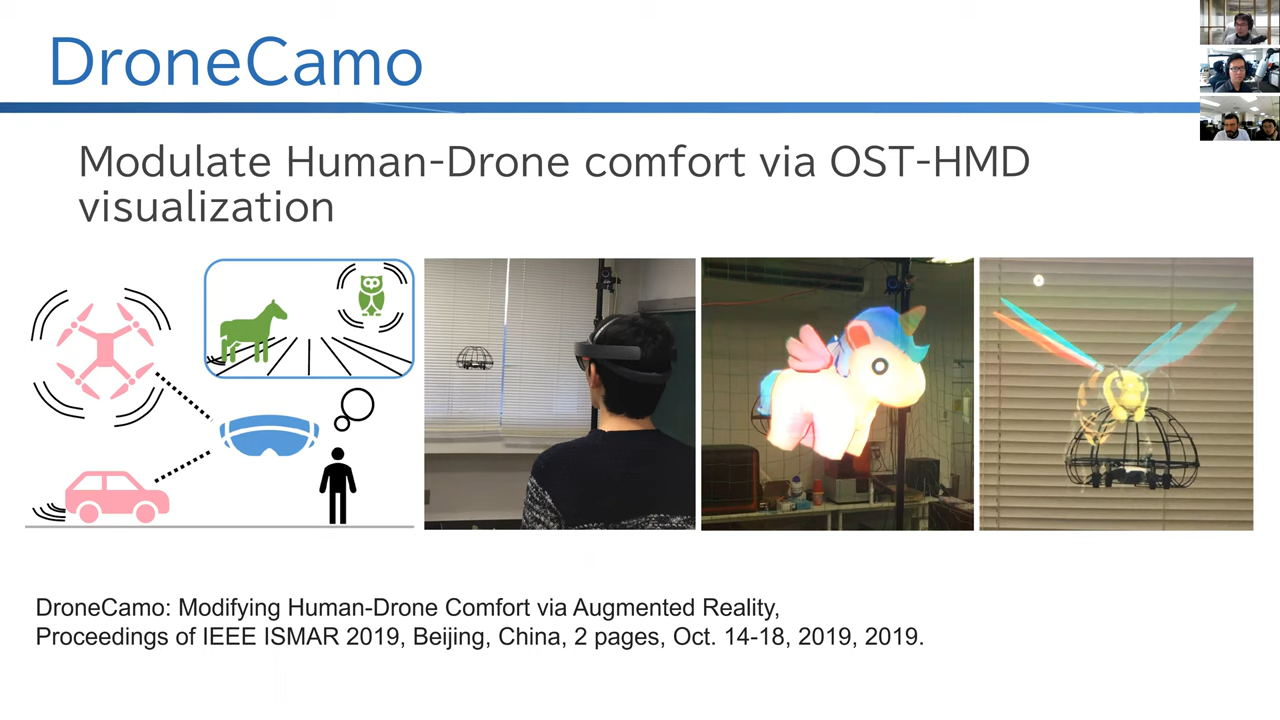 DroneCamo
Modulate Human-Drone comfort via OST-HMD
visualization
DroneCamo: Modifying Human-Drone Comfort via Augmented Reality,
Proceedings of IEEE ISMAR 2019, Beijing, China, 2 pages, Oct. 14-18, 2019, 2019.